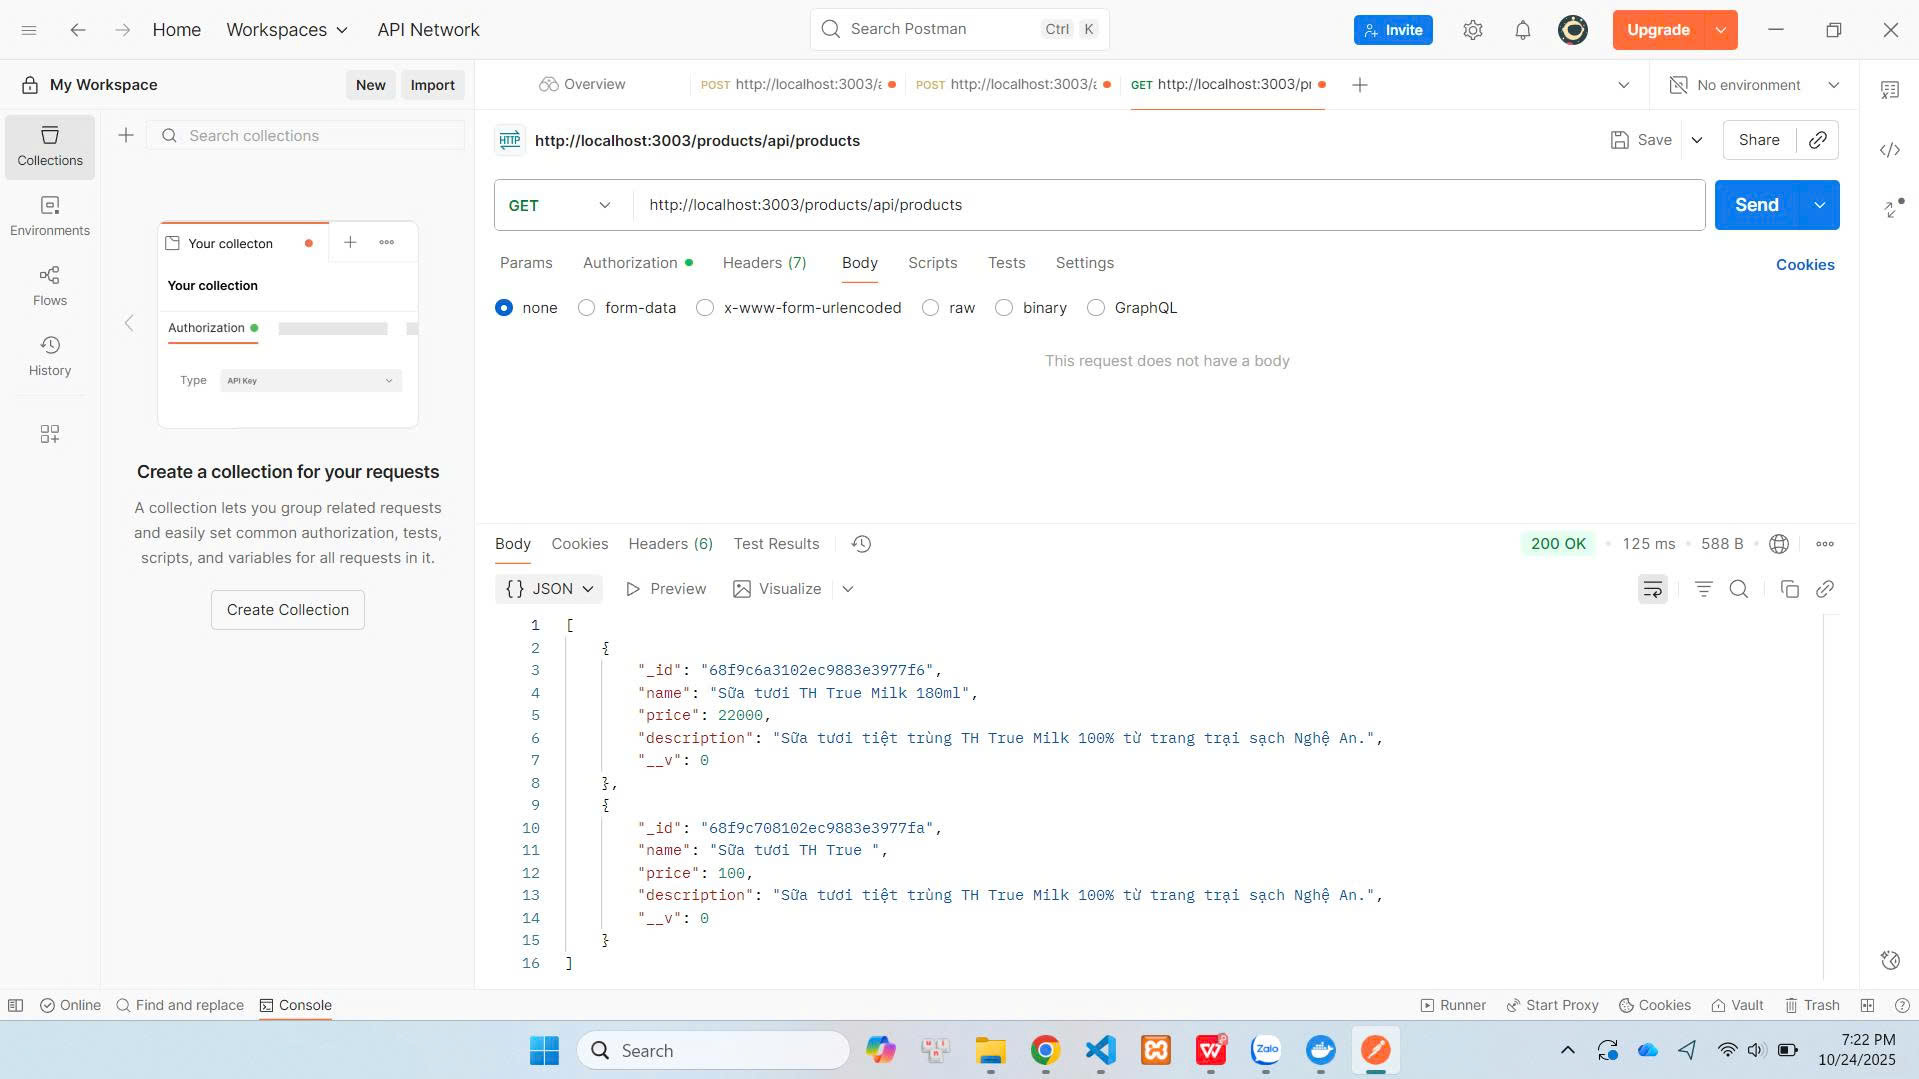 Home
Workspaces
API Network
Search Postman
Ctrl K
Invite
Upgrade
My Workspace
New
Import
Overview
POST http://localhost:3003/a
POST http://localhost:3003/a
GET http://localhost:3003/pr
No environment
Collections
Environments
Flows
History
Search collections
Your collecton
Your collection
Authorization
Type
API Key
Create a collection for your requests
A collection lets you group related requests
and easily set common authorization, tests,
scripts, and variables for all requests in it.
Create Collection
HTTP
http://localhost:3003/products/api/products
Save
Share
GET
http://localhost:3003/products/api/products
Send
Params
Authorization
Headers (7)
Body
Scripts
Tests
Settings
Cookies
none
form-data
x-www-form-urlencoded
raw
binary
GraphQL
This request does not have a body
Body
Cookies
Headers (6)
Test Results
200 OK
125 ms
588 B
{} JSON
Preview
Visualize
1 [
2 {
3 "_id": "68f9c6a3102ec9883e3977f6",
4 "name": "Sữa tươi TH True Milk 180ml",
5 "price": 22000,
6 "description": "Sữa tươi tiệt trùng TH True Milk 100% từ trang trại sạch Nghệ An.",
7 "__v": 0
8 },
9 {
10 "_id": "68f9c708102ec9883e3977fa",
11 "name": "Sữa tươi TH True ",
12 "price": 100,
13 "description": "Sữa tươi tiệt trùng TH True Milk 100% từ trang trại sạch Nghệ An.",
14 "__v": 0
15 }
16 ]
Online
Find and replace
Console
Runner
Start Proxy
Cookies
Vault
Trash
Search
Zalo
7:22 PM
10/24/2025